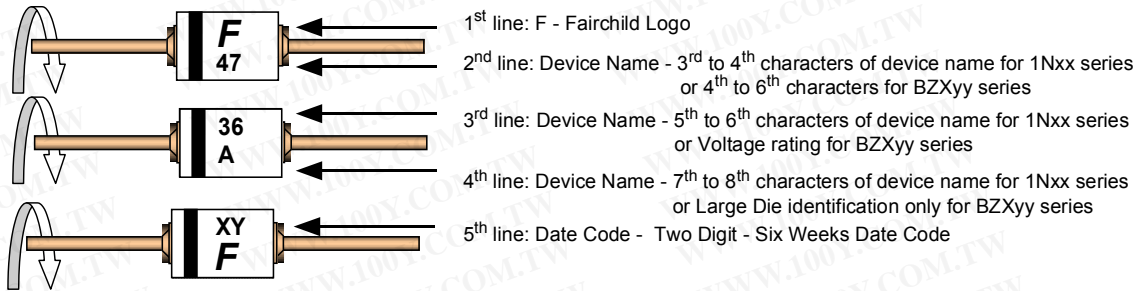 F
47
1st line: F - Fairchild Logo
2nd line: Device Name - 3rd to 4th characters of device name for 1Nxx series
or 4th to 6th characters for BZXyy series
36
A
3rd line: Device Name - 5th to 6th characters of device name for 1Nxx series
or Voltage rating for BZXyy series
4th line: Device Name - 7th to 8th characters of device name for 1Nxx series
or Large Die identification only for BZXyy series
XY
F
5th line: Date Code - Two Digit - Six Weeks Date Code
WWW.100Y.COM.TW